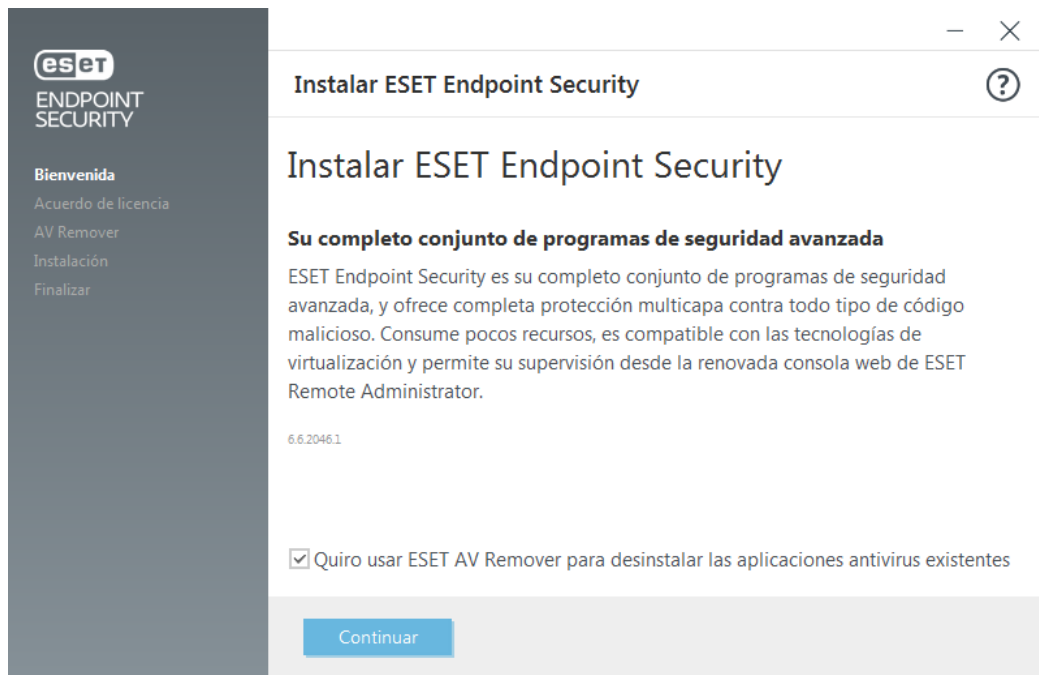 eset
ENDPOINT
SECURITY
Bienvenida
Acuerdo de licencia
AV Remover
Instalación
Finalizar
Instalar ESET Endpoint Security
?
Instalar ESET Endpoint Security
Su completo conjunto de programas de seguridad avanzada
ESET Endpoint Security es su completo conjunto de programas de seguridad
avanzada, y ofrece completa protección multicapa contra todo tipo de código
malicioso. Consume pocos recursos, es compatible con las tecnologías de
virtualización y permite su supervisión desde la renovada consola web de ESET
Remote Administrator.
6.6.2046.1
Quiro usar ESET AV Remover para desinstalar las aplicaciones antivirus existentes
Continuar